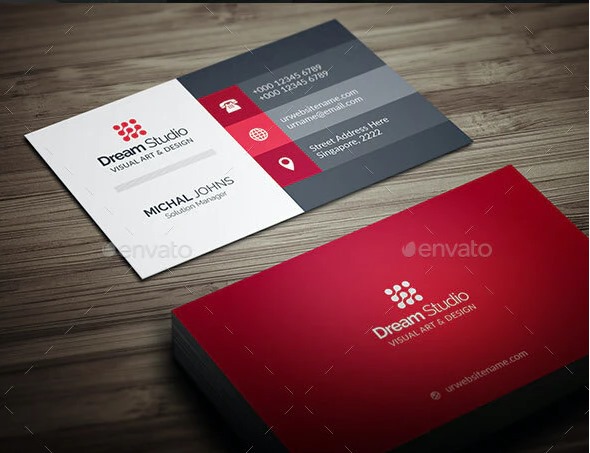 Dream Studio
VISUAL ART & DESIGN
MICHAL JOHNS
Solution Manager
+000 12345 6789
+000 12345 6789
urwebsitename.com
urname@email.com
Street Address Here
Singapore, 2222
envato
envato
Dream Studio
VISUAL ART & DESIGN
urwebsitename.com